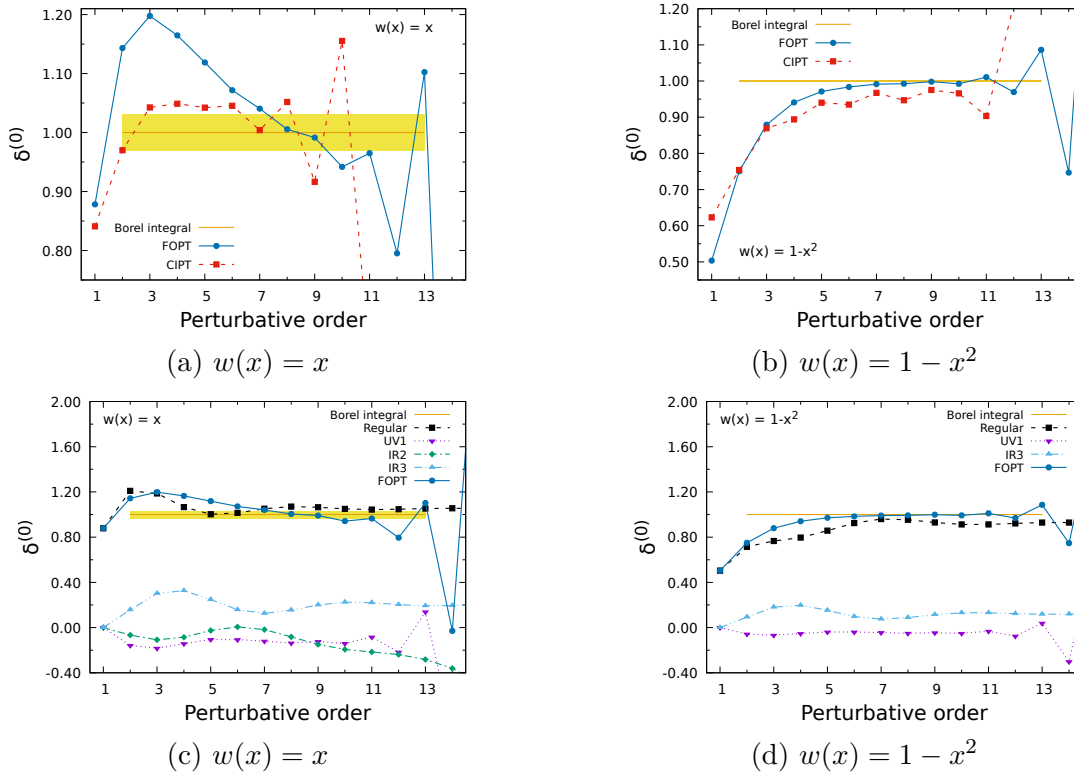 w(x) = x
1.20
1.10
1.00
0.90
0.80
δ(0)
Borel integral
FOPT
CIPT
1 3 5 7 9 11 13
Perturbative order
(a) w(x) = x
1.20
1.10
1.00
0.90
0.80
0.70
0.60
0.50
δ(0)
Borel integral
FOPT
CIPT
w(x) = 1-x²
1 3 5 7 9 11 13
Perturbative order
(b) w(x) = 1 − x²
2.00
1.60
1.20
0.80
0.40
0.00
-0.40
δ(0)
w(x) = x
Borel integral
Regular
UV1
IR2
IR3
FOPT
1 3 5 7 9 11 13
Perturbative order
(c) w(x) = x
2.00
1.60
1.20
0.80
0.40
0.00
-0.40
δ(0)
w(x) = 1-x²
Borel integral
Regular
UV1
IR3
FOPT
1 3 5 7 9 11 13
Perturbative order
(d) w(x) = 1 − x²